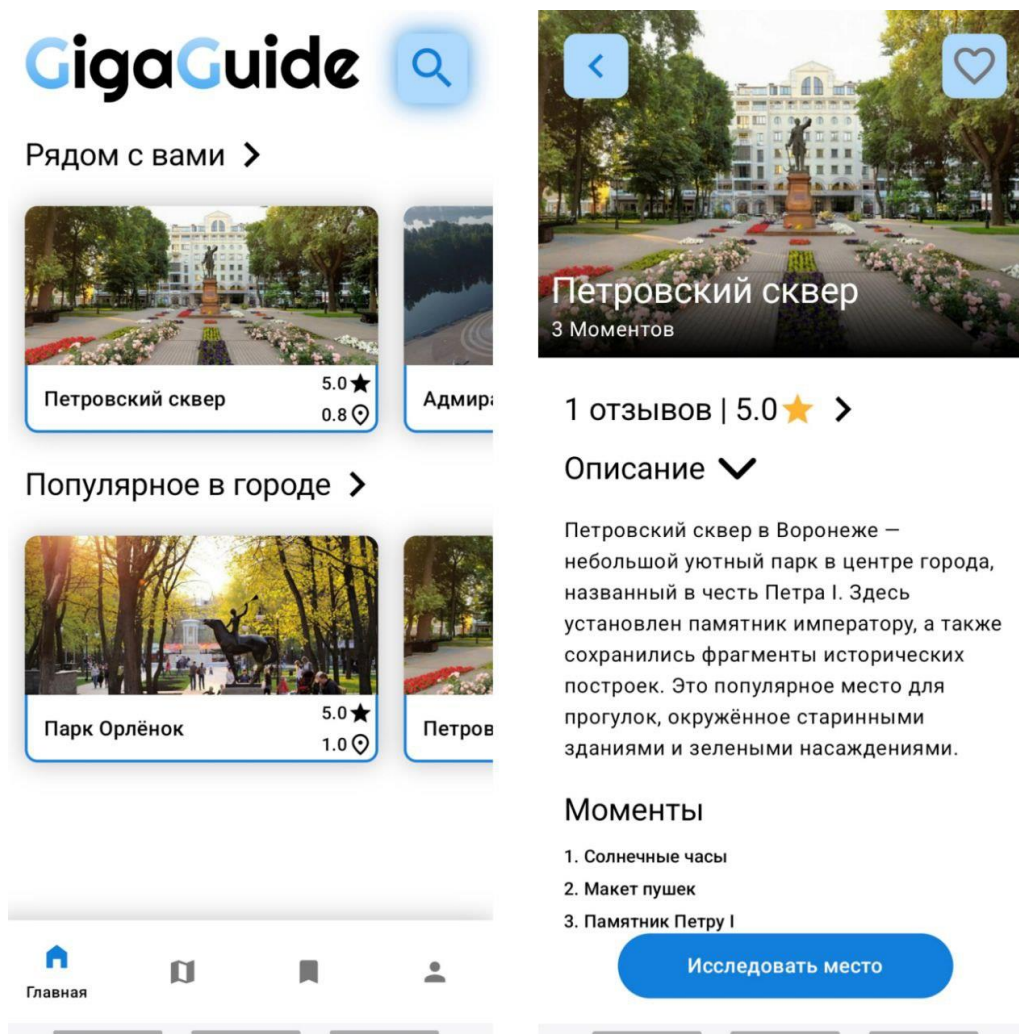 GigaGuide
Рядом с вами
Петровский сквер
5.0
0.8
Адмир
Популярное в городе
Парк Орлёнок
5.0
1.0
Петров
Главная
Петровский сквер
3 Моментов
1 отзывов | 5.0
Описание
Петровский сквер в Воронеже —
небольшой уютный парк в центре города,
названный в честь Петра I. Здесь
установлен памятник императору, а также
сохранились фрагменты исторических
построек. Это популярное место для
прогулок, окружённое старинными
зданиями и зелеными насаждениями.
Моменты
1. Солнечные часы
2. Макет пушек
3. Памятник Петру I
Исследовать место